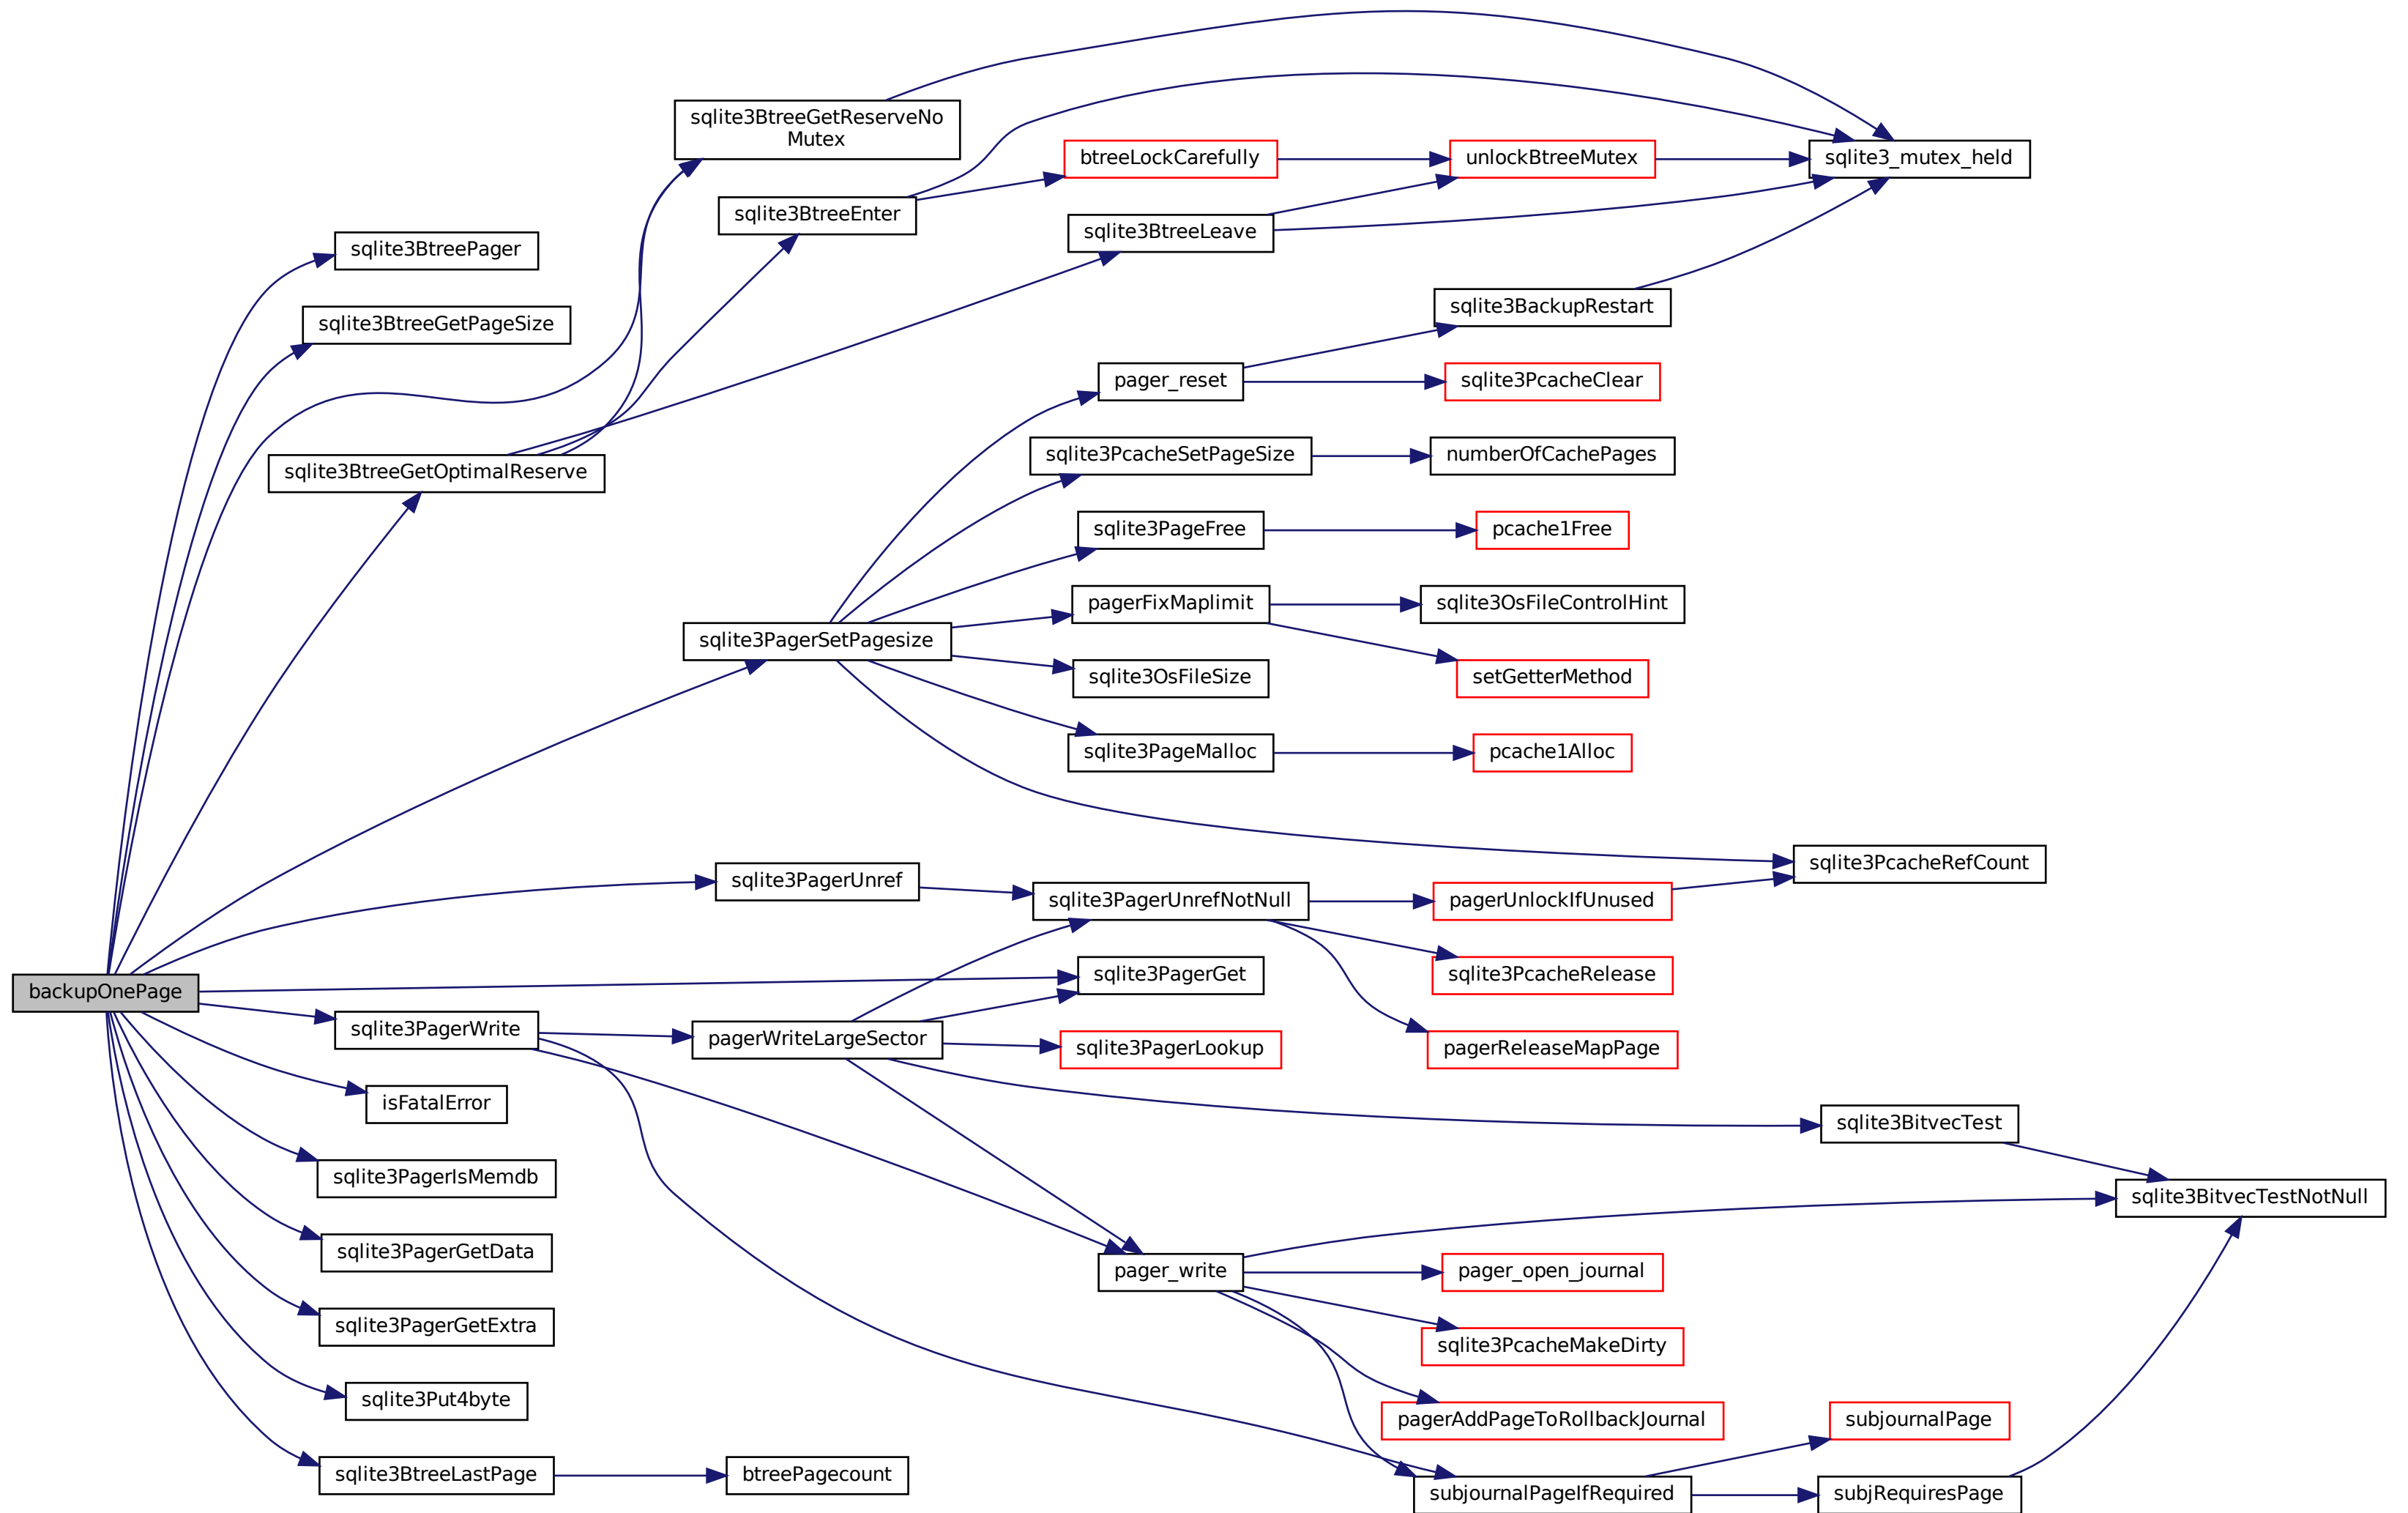 sqlite3BtreeGetReserveNo
Mutex
btreeLockCarefully
unlockBtreeMutex
sqlite3_mutex_held
sqlite3BtreeEnter
sqlite3BtreeLeave
sqlite3BtreePager
sqlite3BackupRestart
sqlite3BtreeGetPageSize
pager_reset
sqlite3PcacheClear
sqlite3PcacheSetPageSize
numberOfCachePages
sqlite3BtreeGetOptimalReserve
sqlite3PageFree
pcache1Free
pagerFixMaplimit
sqlite3OsFileControlHint
sqlite3PagerSetPagesize
sqlite3OsFileSize
setGetterMethod
sqlite3PageMalloc
pcache1Alloc
sqlite3PcacheRefCount
sqlite3PagerUnref
sqlite3PagerUnrefNotNull
pagerUnlockIfUnused
sqlite3PagerGet
sqlite3PcacheRelease
backupOnePage
sqlite3PagerWrite
pagerWriteLargeSector
sqlite3PagerLookup
pagerReleaseMapPage
isFatalError
sqlite3BitvecTest
sqlite3PagerIsMemdb
sqlite3BitvecTestNotNull
sqlite3PagerGetData
pager_write
pager_open_journal
sqlite3PagerGetExtra
sqlite3PcacheMakeDirty
sqlite3Put4byte
pagerAddPageToRollbackJournal
subjournalPage
sqlite3BtreeLastPage
btreePagecount
subjournalPageIfRequired
subjRequiresPage